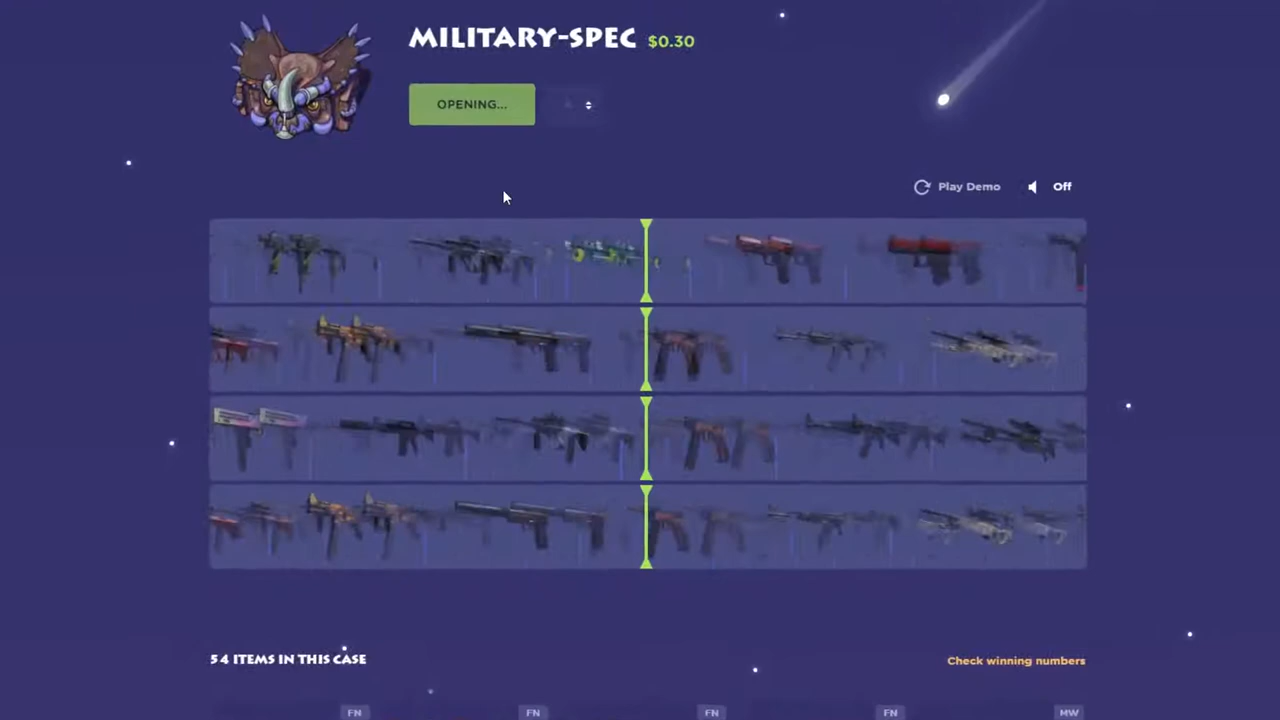 MILITARY-SPEC $0.30
OPENING...
Play Demo Off
54 ITEMS IN THIS CASE
Check winning numbers
FN FN FN FN MW